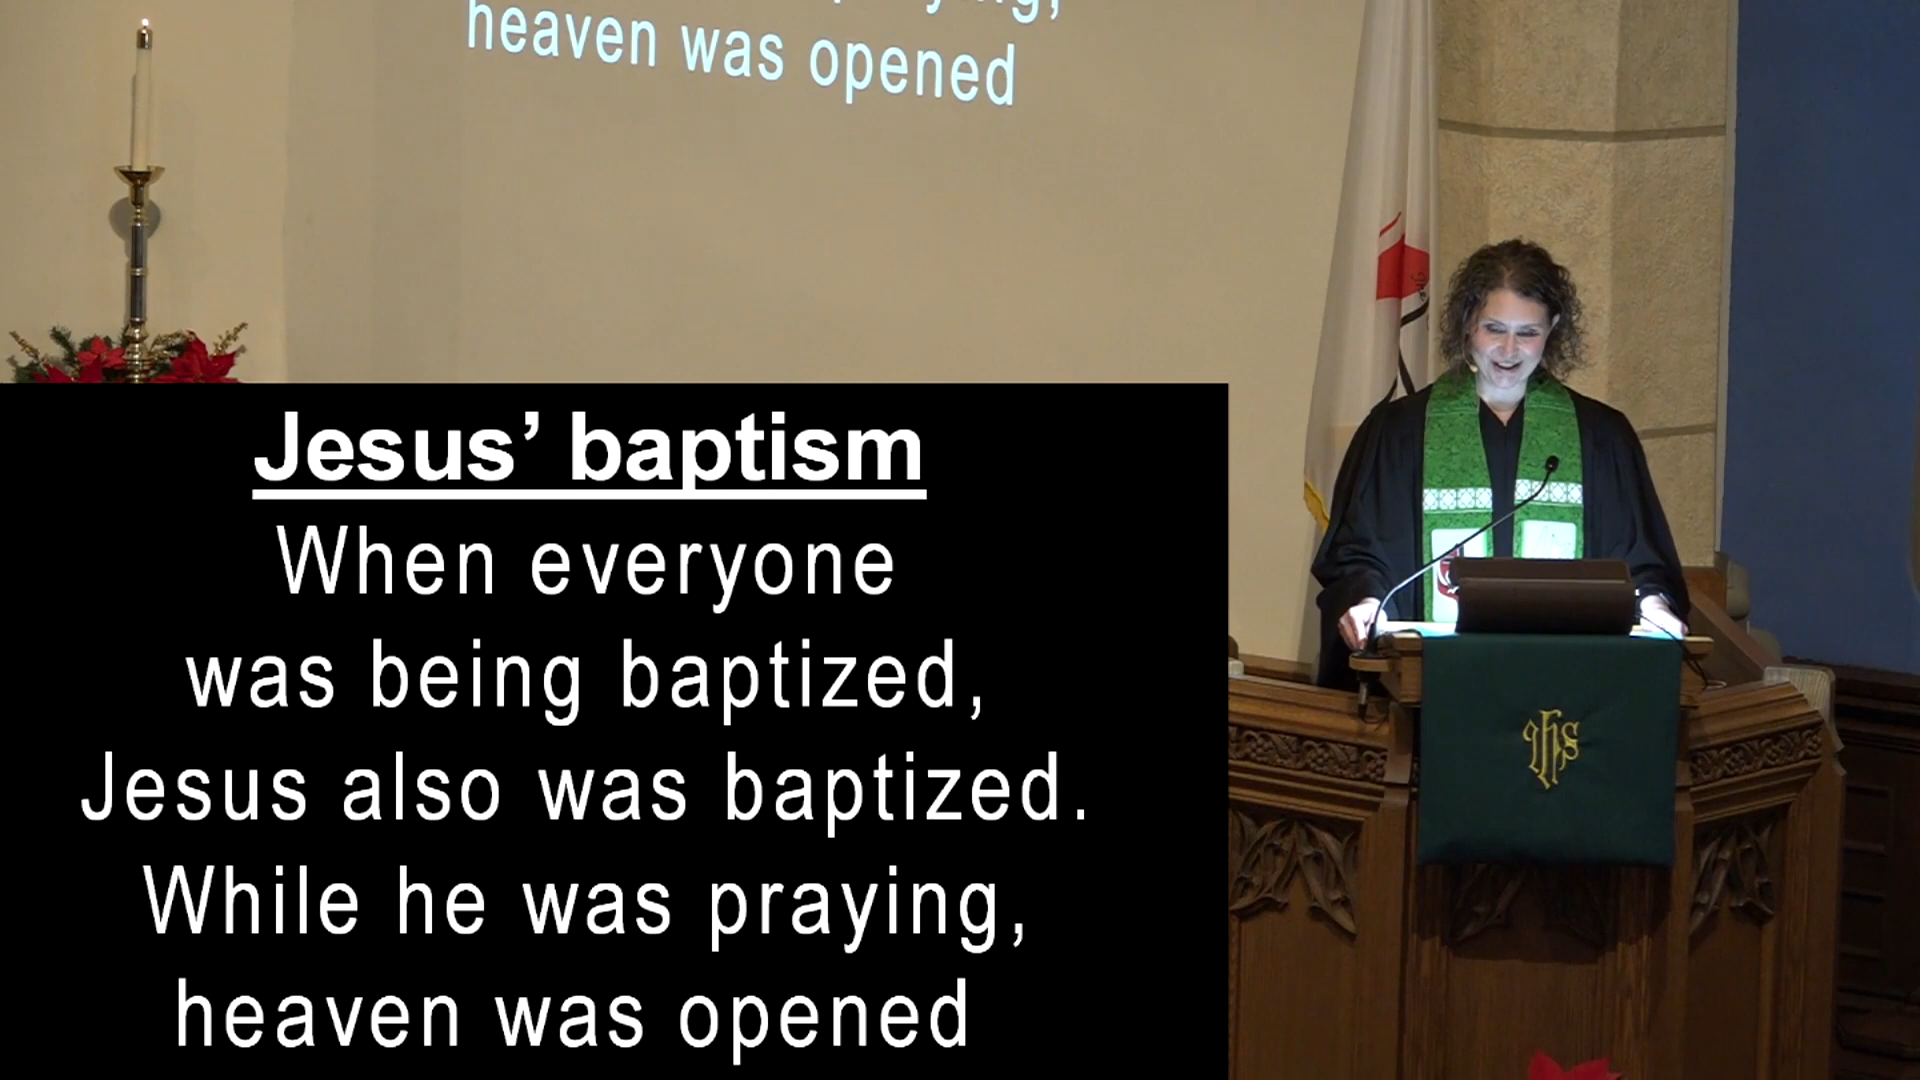 heaven was opened
Jesus’ baptism
When everyone
was being baptized,
Jesus also was baptized.
While he was praying,
heaven was opened
IHS